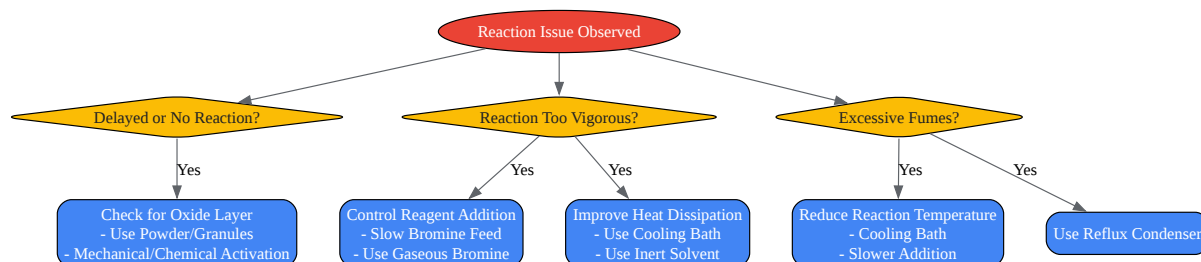 Reaction Issue Observed
Delayed or No Reaction?
Reaction Too Vigorous?
Excessive Fumes?
Yes
Yes
Yes
Yes
Yes
Check for Oxide Layer
- Use Powder/Granules
- Mechanical/Chemical Activation
Control Reagent Addition
- Slow Bromine Feed
- Use Gaseous Bromine
Improve Heat Dissipation
- Use Cooling Bath
- Use Inert Solvent
Reduce Reaction Temperature
- Cooling Bath
- Slower Addition
Use Reflux Condenser